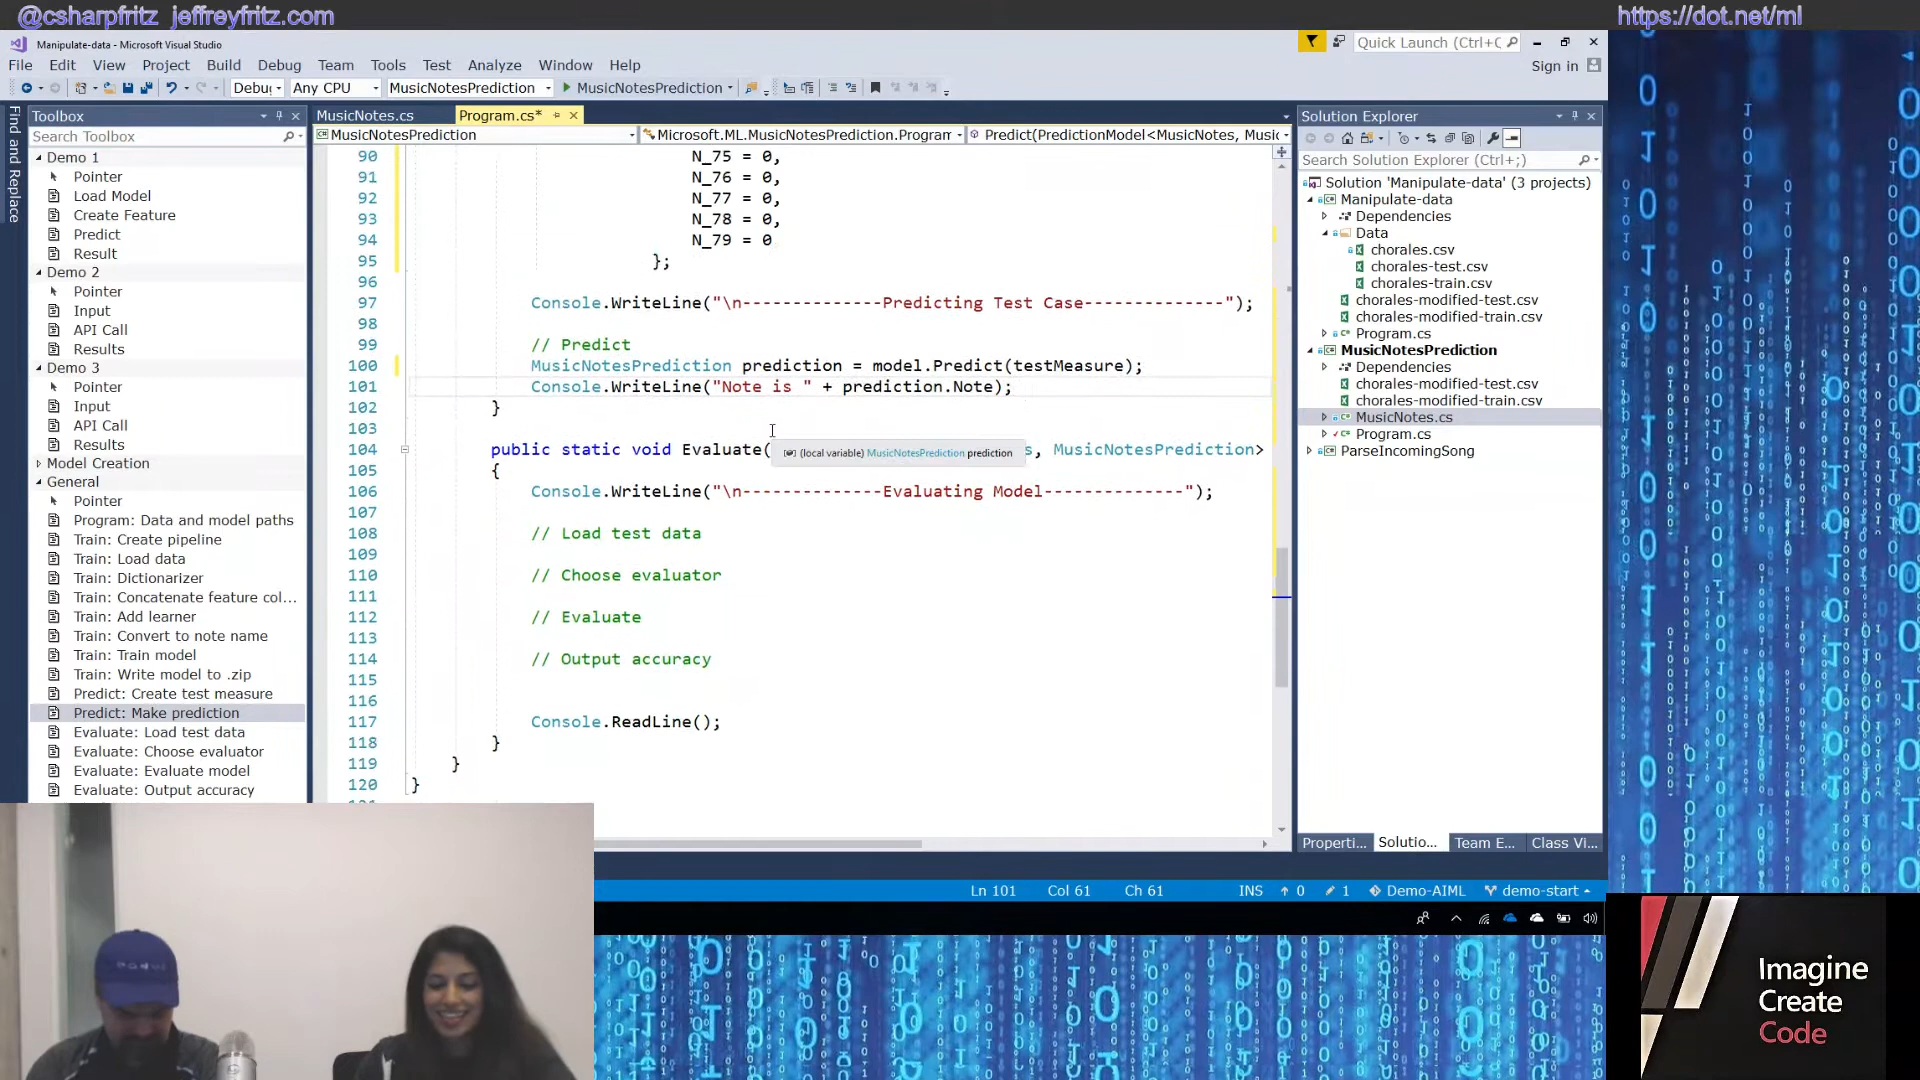 @csharpfritz jeffreyfritz.com
https://dot.net/ml
Manipulate-data - Microsoft Visual Studio
Quick Launch (Ctrl+Q
File Edit View Project Build Debug Team Test Tools Analyze Window Help
Sign in
Debug Any CPU MusicNotesPrediction MusicNotesPrediction
Find and Replace
Toolbox
Search Toolbox
Demo 1
Pointer
Load Model
Create Feature
Predict
Result
Demo 2
Pointer
Input
API Call
Results
Demo 3
Pointer
Input
API Call
Results
Model Creation
General
Pointer
Program: Data and model paths
Train: Create pipeline
Train: Load data
Train: Dictionarizer
Train: Concatenate feature col...
Train: Add learner
Train: Convert to note name
Train: Train model
Train: Write model to .zip
Predict: Create test measure
Predict: Make prediction
Evaluate: Load test data
Evaluate: Choose evaluator
Evaluate: Evaluate model
Evaluate: Output accuracy
MusicNotes.cs Program.cs*
MusicNotesPrediction Microsoft.ML.MusicNotesPrediction.Program Predict(PredictionModel<MusicNotes, Music
90 N_75 = 0,
91 N_76 = 0,
92 N_77 = 0,
93 N_78 = 0,
94 N_79 = 0
95 };
96
97 Console.WriteLine("\n--------------Predicting Test Case--------------");
98
99 // Predict
100 MusicNotesPrediction prediction = model.Predict(testMeasure);
101 Console.WriteLine("Note is " + prediction.Note);
102 }
103
104 public static void Evaluate( s, MusicNotesPrediction>
(local variable) MusicNotesPrediction prediction
105 {
106 Console.WriteLine("\n--------------Evaluating Model--------------");
107
108 // Load test data
109
110 // Choose evaluator
111
112 // Evaluate
113
114 // Output accuracy
115
116
117 Console.ReadLine();
118 }
119 }
120 }
Solution Explorer
Search Solution Explorer (Ctrl+;)
Solution 'Manipulate-data' (3 projects)
Manipulate-data
Dependencies
Data
chorales.csv
chorales-test.csv
chorales-train.csv
chorales-modified-test.csv
chorales-modified-train.csv
Program.cs
MusicNotesPrediction
Dependencies
chorales-modified-test.csv
chorales-modified-train.csv
MusicNotes.cs
Program.cs
ParseIncomingSong
Properti... Solutio... Team E... Class Vi...
Ln 101 Col 61 Ch 61 INS 0 1 Demo-AIML demo-start
Imagine
Create
Code